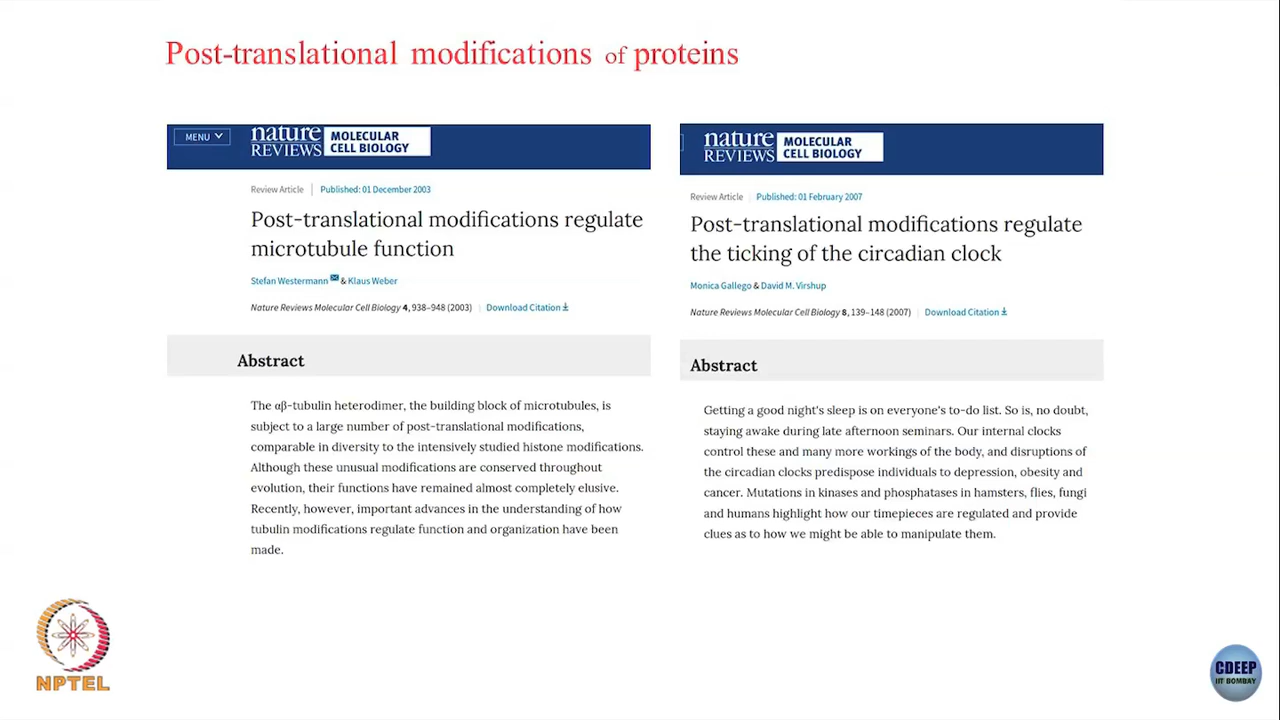 Post-translational modifications of proteins
MENU
nature REVIEWS MOLECULAR CELL BIOLOGY
Review Article | Published: 01 December 2003
Post-translational modifications regulate
microtubule function
Stefan Westermann & Klaus Weber
Nature Reviews Molecular Cell Biology 4, 938–948 (2003) | Download Citation
Abstract
The αβ-tubulin heterodimer, the building block of microtubules, is
subject to a large number of post-translational modifications,
comparable in diversity to the intensively studied histone modifications.
Although these unusual modifications are conserved throughout
evolution, their functions have remained almost completely elusive.
Recently, however, important advances in the understanding of how
tubulin modifications regulate function and organization have been
made.
nature REVIEWS MOLECULAR CELL BIOLOGY
Review Article | Published: 01 February 2007
Post-translational modifications regulate
the ticking of the circadian clock
Monica Gallego & David M. Virshup
Nature Reviews Molecular Cell Biology 8, 139–148 (2007) | Download Citation
Abstract
Getting a good night's sleep is on everyone's to-do list. So is, no doubt,
staying awake during late afternoon seminars. Our internal clocks
control these and many more workings of the body, and disruptions of
the circadian clocks predispose individuals to depression, obesity and
cancer. Mutations in kinases and phosphatases in hamsters, flies, fungi
and humans highlight how our timepieces are regulated and provide
clues as to how we might be able to manipulate them.
NPTEL
CDEEP
IIT BOMBAY